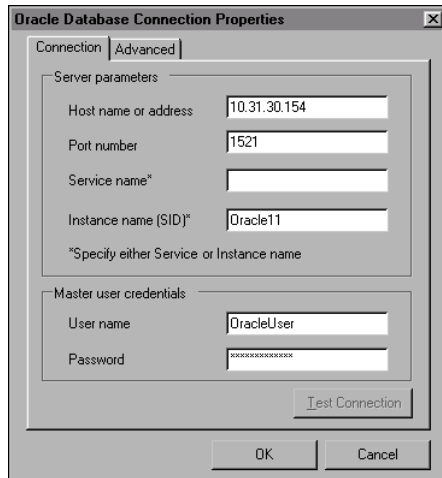 Oracle Database Connection Properties
Connection Advanced
Server parameters
Host name or address 10.31.30.154
Port number 1521
Service name*
Instance name (SID)* Oracle11
*Specify either Service or Instance name
Master user credentials
User name OracleUser
Password *************
Test Connection
OK Cancel